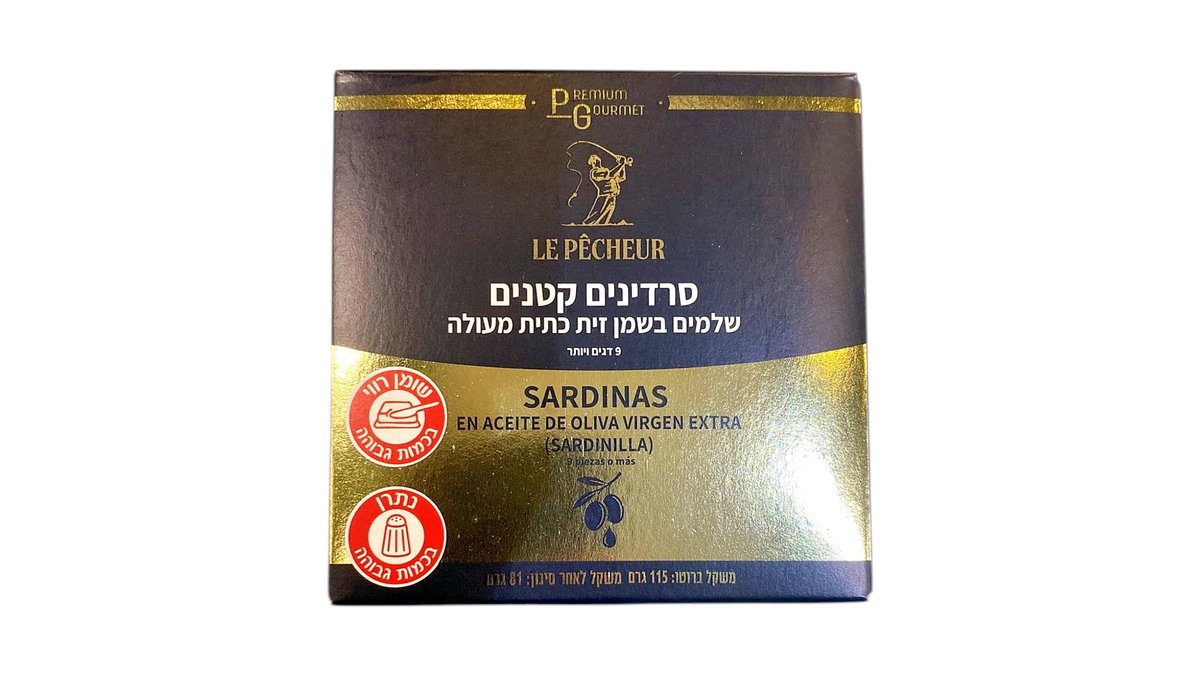 PREMIUM
GOURMET
LE PÊCHEUR
סרדינים קטנים
שלמים בשמן זית כתית מעולה
9 דגים ויותר
SARDINAS
EN ACEITE DE OLIVA VIRGEN EXTRA
(SARDINILLA)
9 piezas o más
שומן רווי
בכמות גבוהה
נתרן
בכמות גבוהה
משקל ברוטו: 115 גרם משקל לאחר סינון: 81 גרם